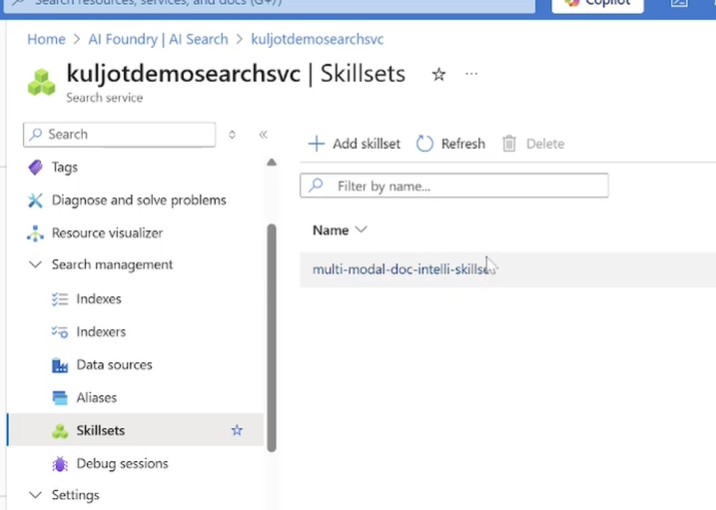 Search resources, services, and docs (G+/)
Copilot
Home > AI Foundry | AI Search > kuljotdemosearchsvc
kuljotdemosearchsvc | Skillsets
Search service
Search
Add skillset
Refresh
Delete
Filter by name...
Name
multi-modal-doc-intelli-skillset
Tags
Diagnose and solve problems
Resource visualizer
Search management
Indexes
Indexers
Data sources
Aliases
Skillsets
Debug sessions
Settings